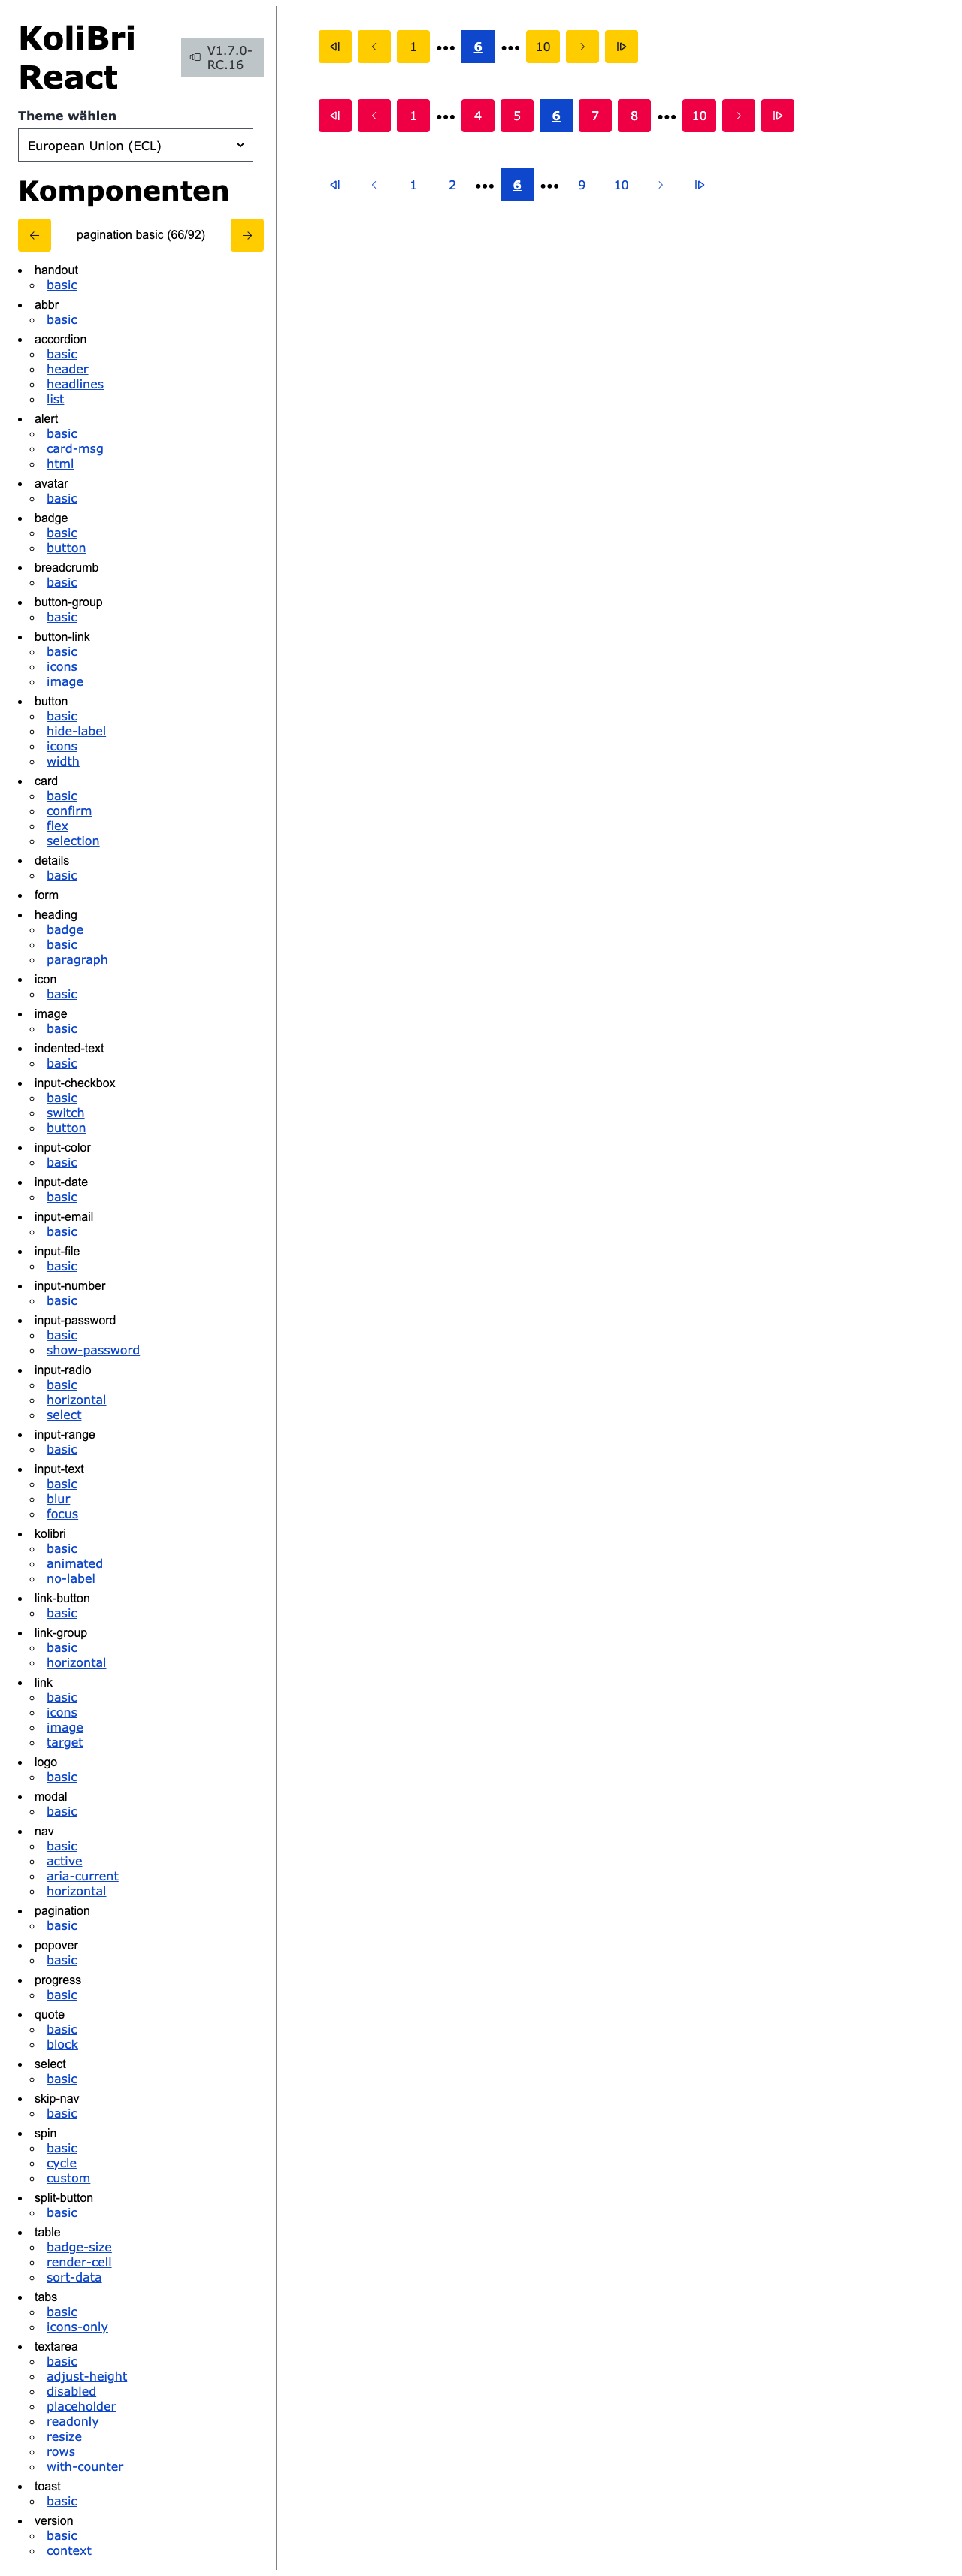 KoliBri
React
V1.7.0-
RC.16
Theme wählen
European Union (ECL)
Komponenten
pagination basic (66/92)
handout
basic
abbr
basic
accordion
basic
header
headlines
list
alert
basic
card-msg
html
avatar
basic
badge
basic
button
breadcrumb
basic
button-group
basic
button-link
basic
icons
image
button
basic
hide-label
icons
width
card
basic
confirm
flex
selection
details
basic
form
heading
badge
basic
paragraph
icon
basic
image
basic
indented-text
basic
input-checkbox
basic
switch
button
input-color
basic
input-date
basic
input-email
basic
input-file
basic
input-number
basic
input-password
basic
show-password
input-radio
basic
horizontal
select
input-range
basic
input-text
basic
blur
focus
kolibri
basic
animated
no-label
link-button
basic
link-group
basic
horizontal
link
basic
icons
image
target
logo
basic
modal
basic
nav
basic
active
aria-current
horizontal
pagination
basic
popover
basic
progress
basic
quote
basic
block
select
basic
skip-nav
basic
spin
basic
cycle
custom
split-button
basic
table
badge-size
render-cell
sort-data
tabs
basic
icons-only
textarea
basic
adjust-height
disabled
placeholder
readonly
resize
rows
with-counter
toast
basic
version
basic
context
1 ••• 6 ••• 10
1 ••• 4 5 6 7 8 ••• 10
1 2 ••• 6 ••• 9 10